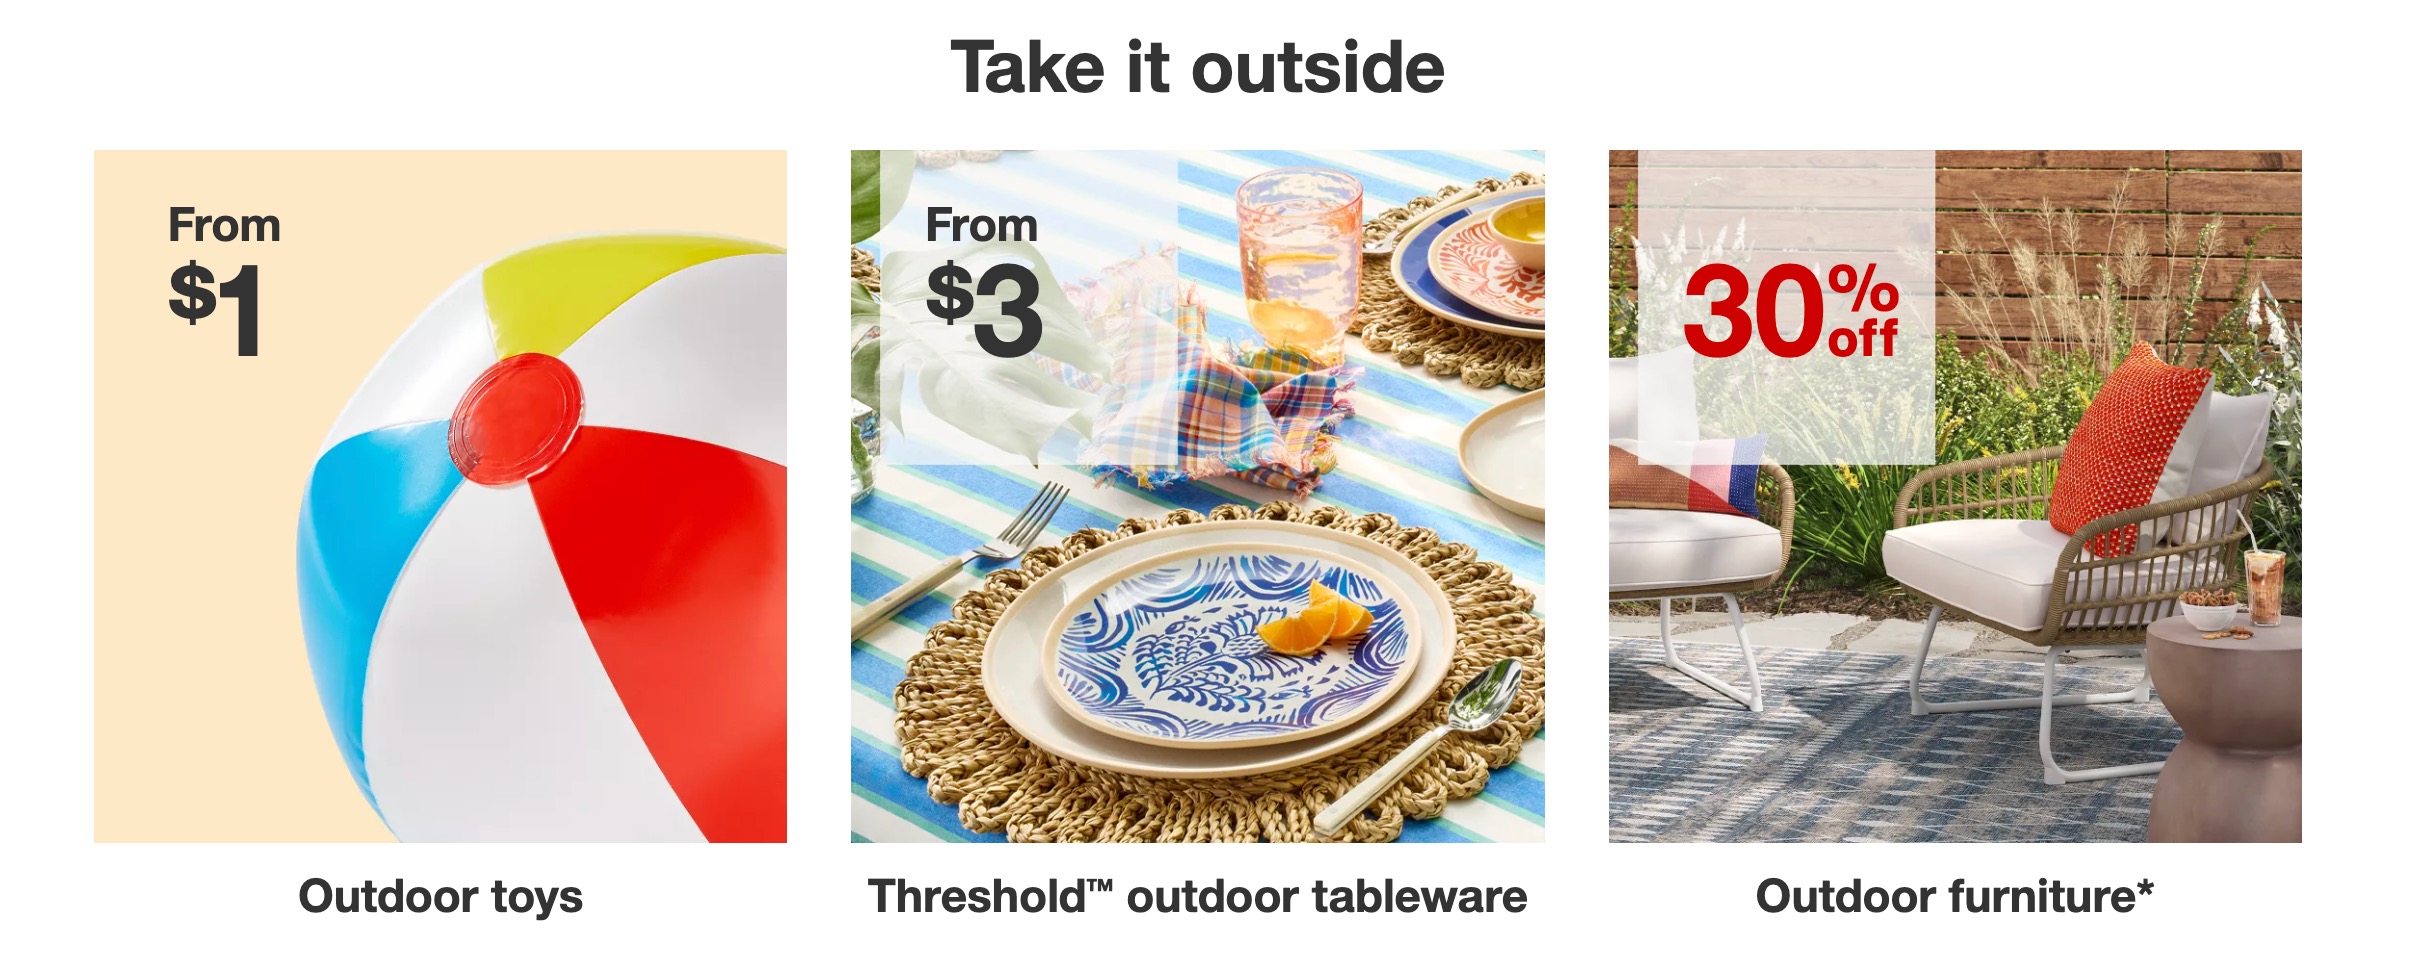 Take it outside
From
$1
From
$3
30% off
Outdoor toys
Threshold™ outdoor tableware
Outdoor furniture*